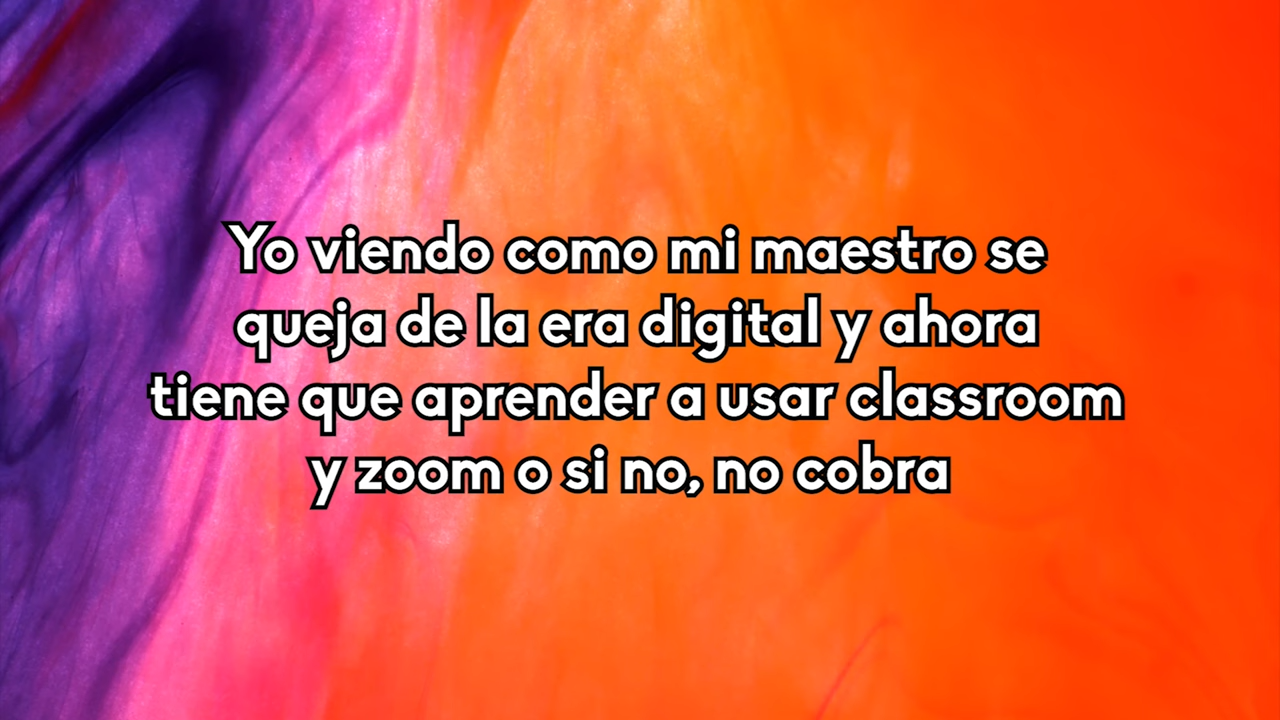 Yo viendo como mi maestro se
queja de la era digital y ahora
tiene que aprender a usar classroom
y zoom o si no, no cobra